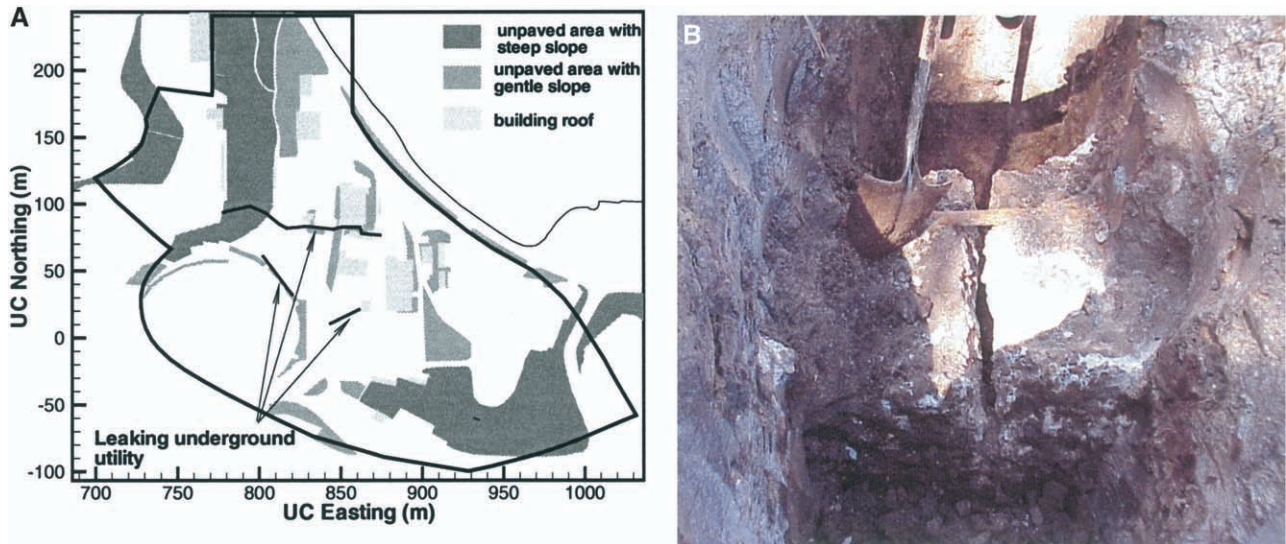 A
unpaved area with
steep slope
unpaved area with
gentle slope
building roof
UC Northing (m)
200
150
100
50
0
-50
-100
Leaking underground
utility
700
750
800
850
900
950
1000
UC Easting (m)
B